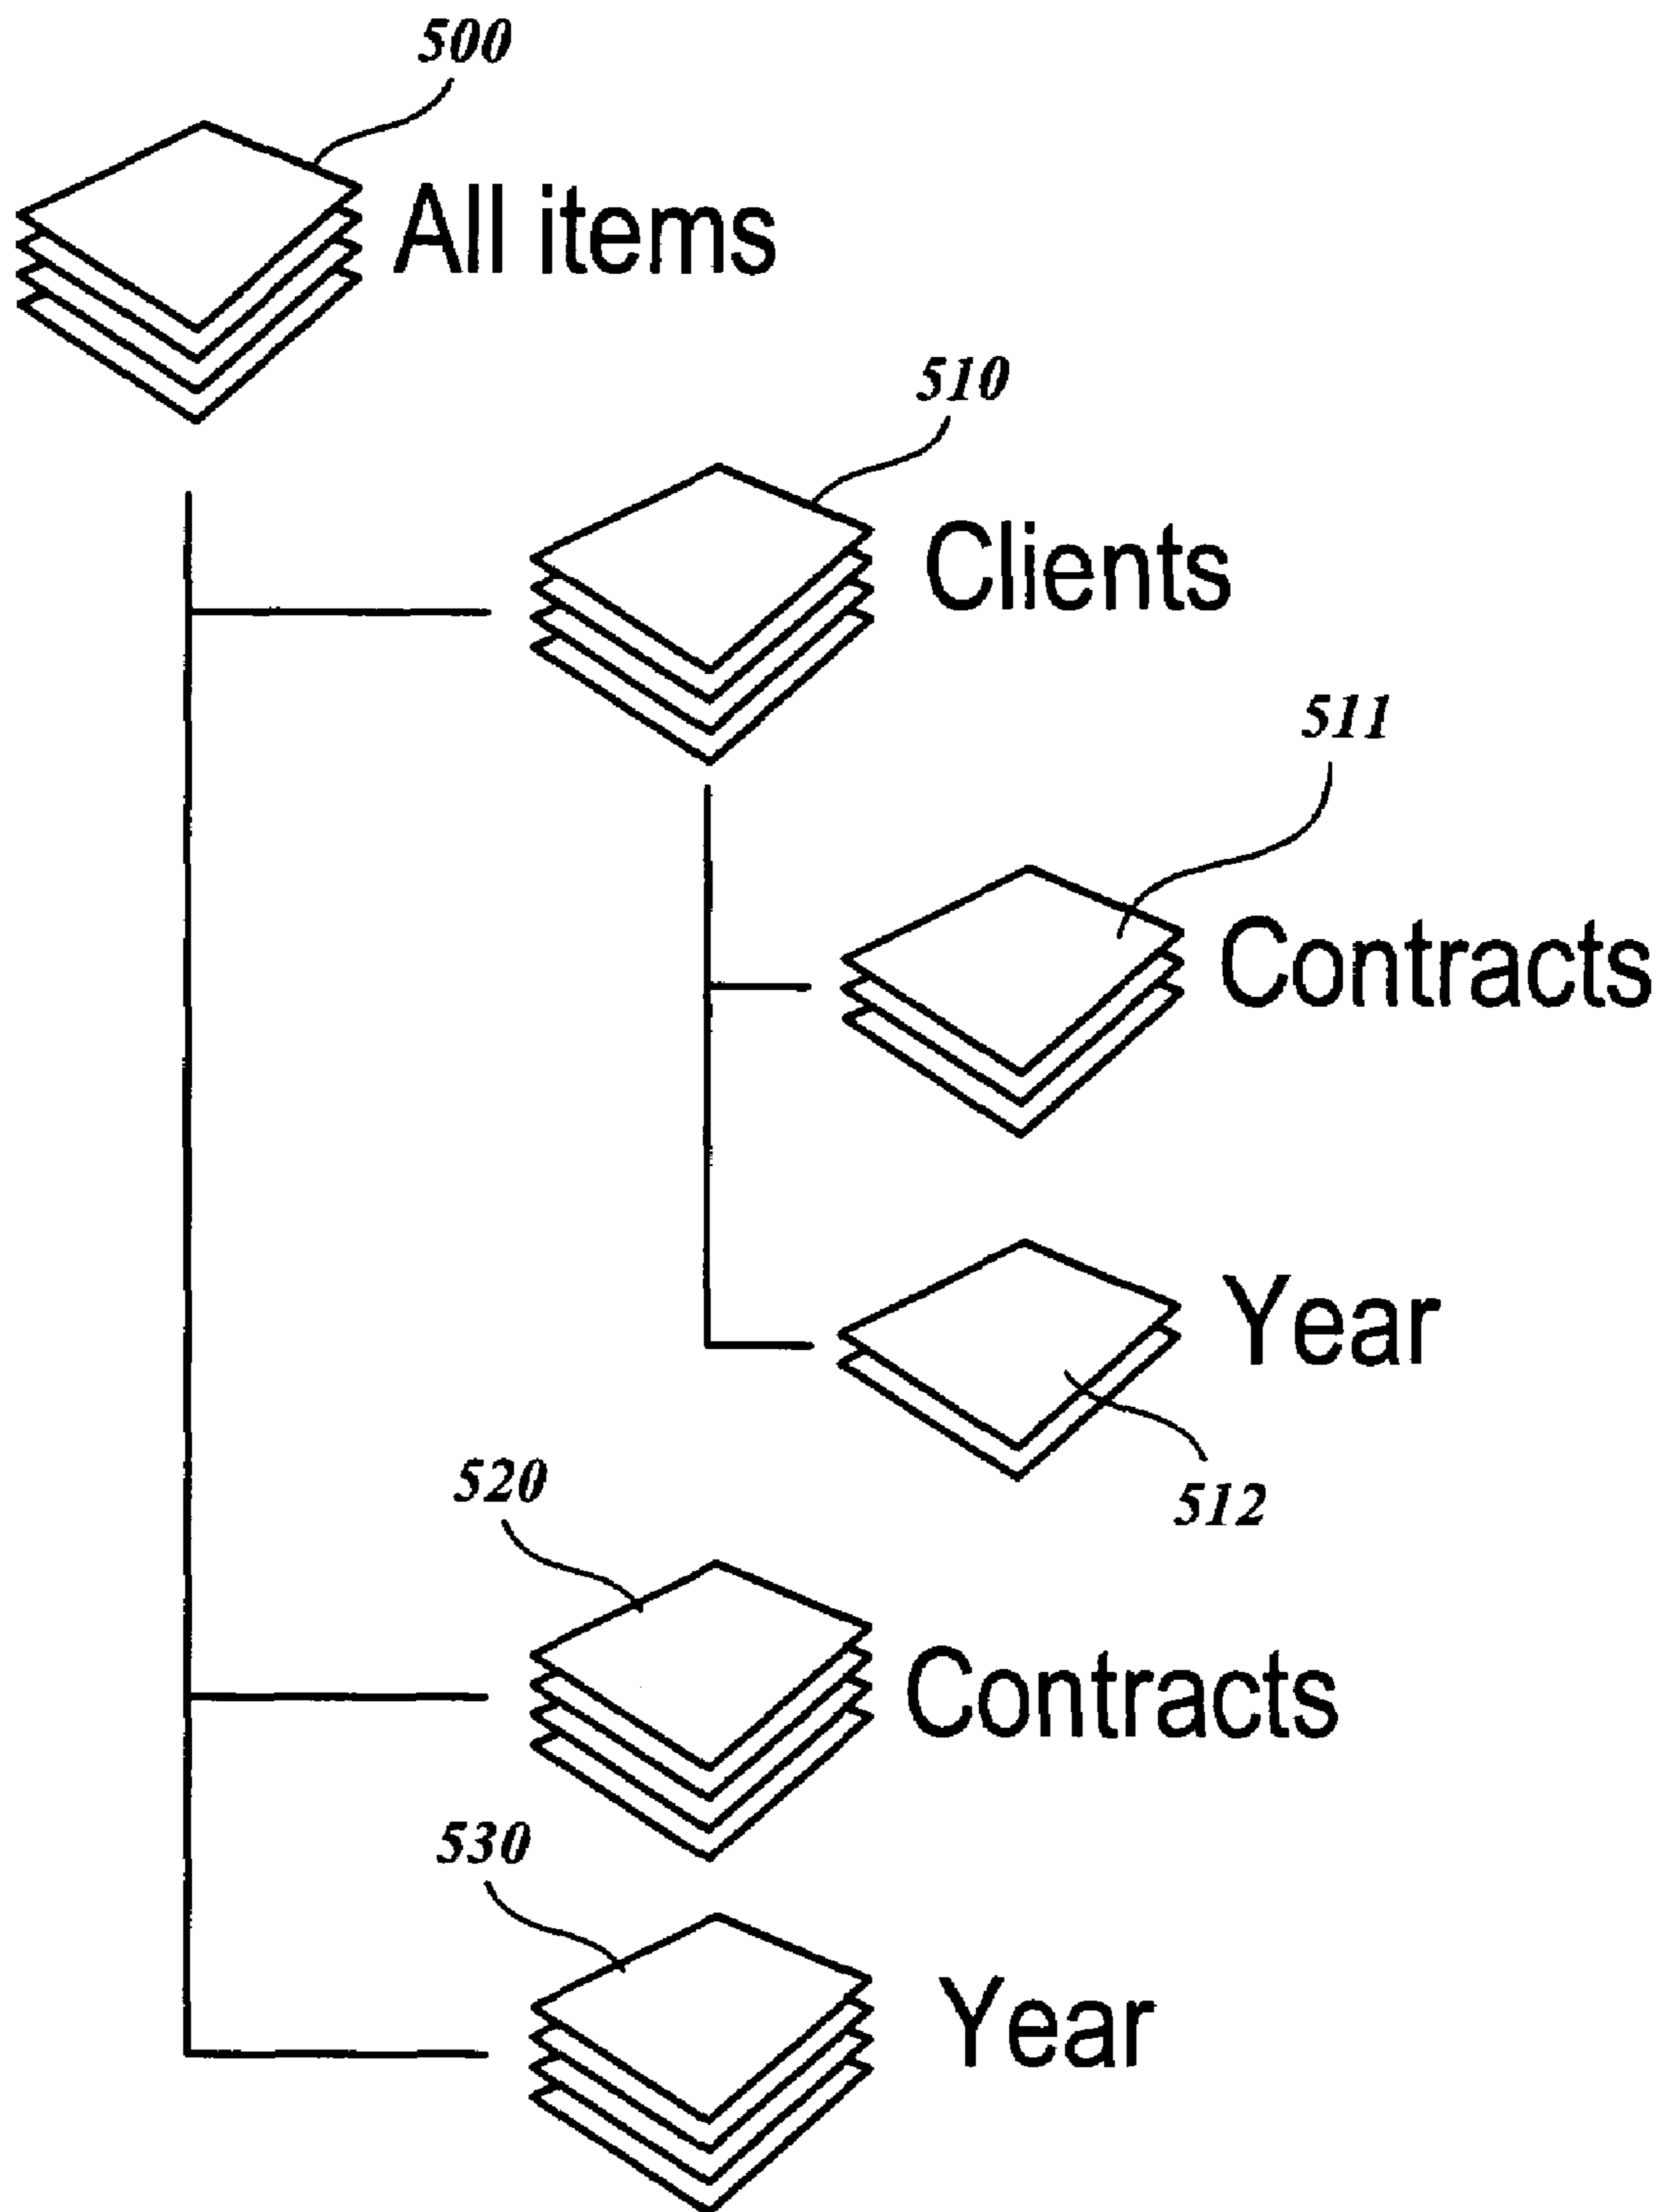 500
All items
510
Clients
511
Contracts
Year
512
520
Contracts
530
Year